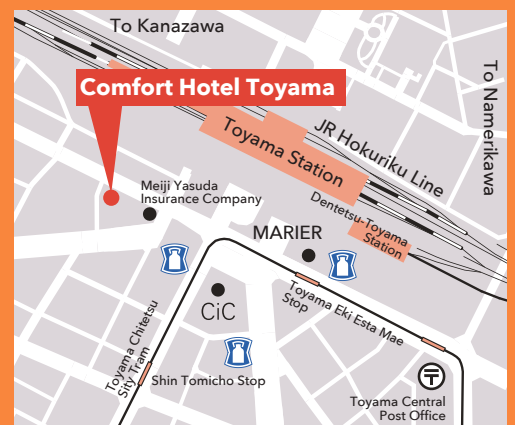 To Kanazawa
Comfort Hotel Toyama
To Namerikawa
Toyama Station
JR Hokuriku Line
Meiji Yasuda
Insurance Company
Dentetsu-Toyama
Station
MARIER
CiC
Toyama Eki Esta Mae
Stop
Toyama Chitetsu
Sity Tram
Shin Tomicho Stop
Toyama Central
Post Office